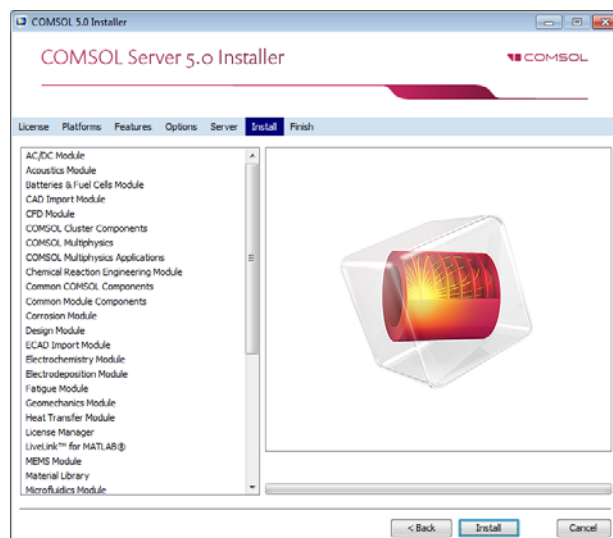 COMSOL 5.0 Installer
COMSOL Server 5.0 Installer
COMSOL
License Platforms Features Options Server Install Finish
AC/DC Module
Acoustics Module
Batteries & Fuel Cells Module
CAD Import Module
CFD Module
COMSOL Cluster Components
COMSOL Multiphysics
COMSOL Multiphysics Applications
Chemical Reaction Engineering Module
Common COMSOL Components
Common Module Components
Corrosion Module
Design Module
ECAD Import Module
Electrochemistry Module
Electrodeposition Module
Fatigue Module
Geomechanics Module
Heat Transfer Module
License Manager
LiveLink™ for MATLAB®
MEMS Module
Material Library
Microfluidics Module
< Back Install Cancel